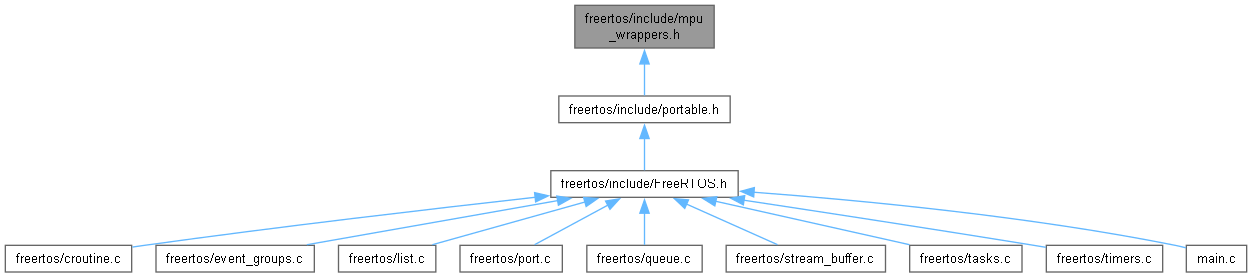 freertos/include/mpu
_wrappers.h
freertos/include/portable.h
freertos/include/FreeRTOS.h
freertos/croutine.c
freertos/event_groups.c
freertos/list.c
freertos/port.c
freertos/queue.c
freertos/stream_buffer.c
freertos/tasks.c
freertos/timers.c
main.c